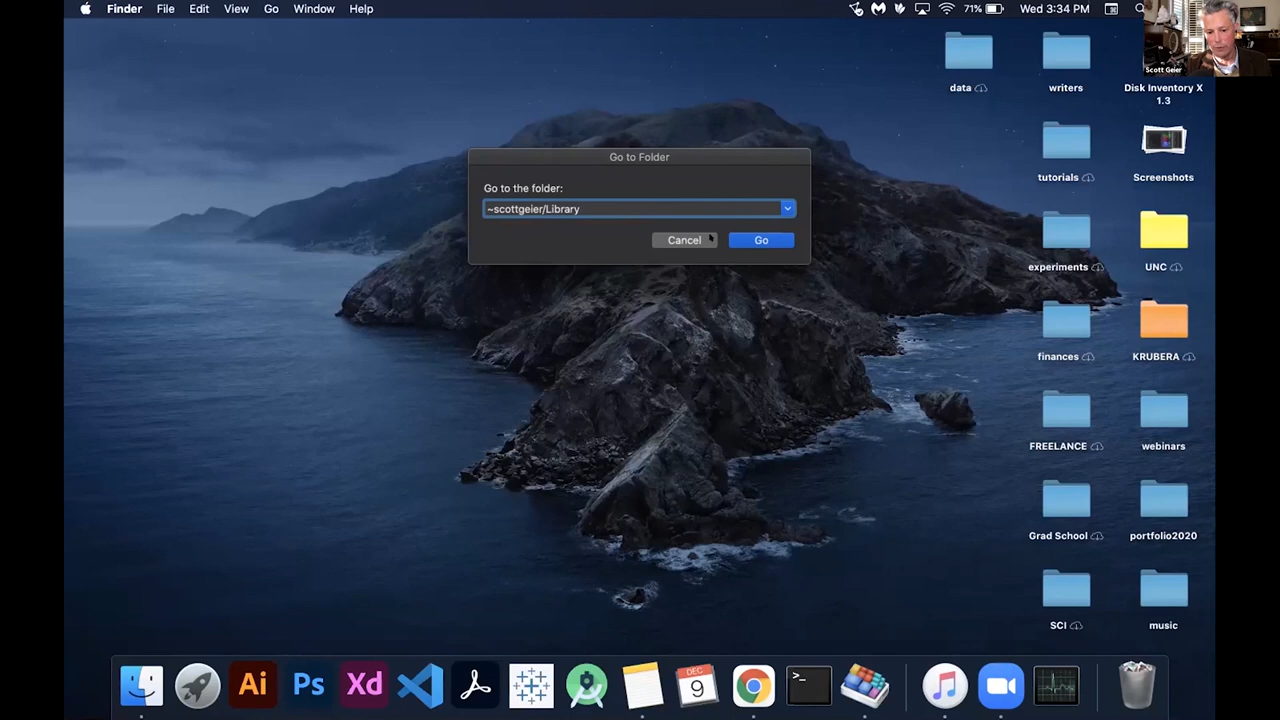 Finder File Edit View Go Window Help 71% Wed 3:34 PM
Scott Geier
data writers Disk Inventory X
1.3
Go to Folder
Go to the folder:
~scottgeier/Library
Cancel Go
tutorials Screenshots
experiments UNC
finances KRUBERA
FREELANCE webinars
Grad School portfolio2020
SCI music
Ai Ps Xd >_ DEC
9